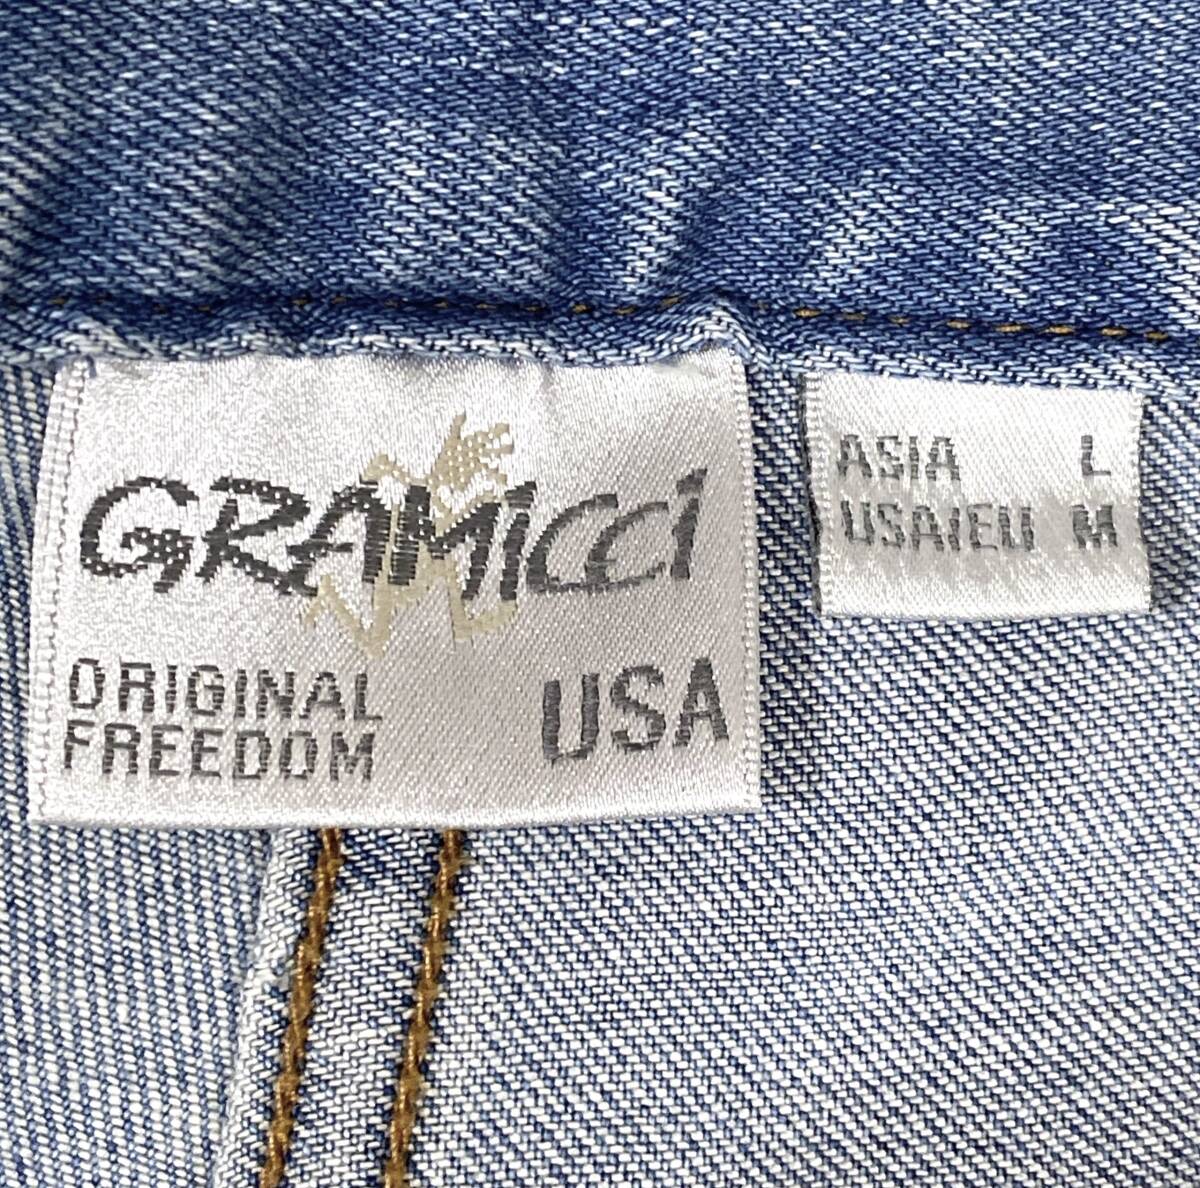 GRAMICCI
ORIGINAL
FREEDOM
USA
ASIA L
USA/EU M